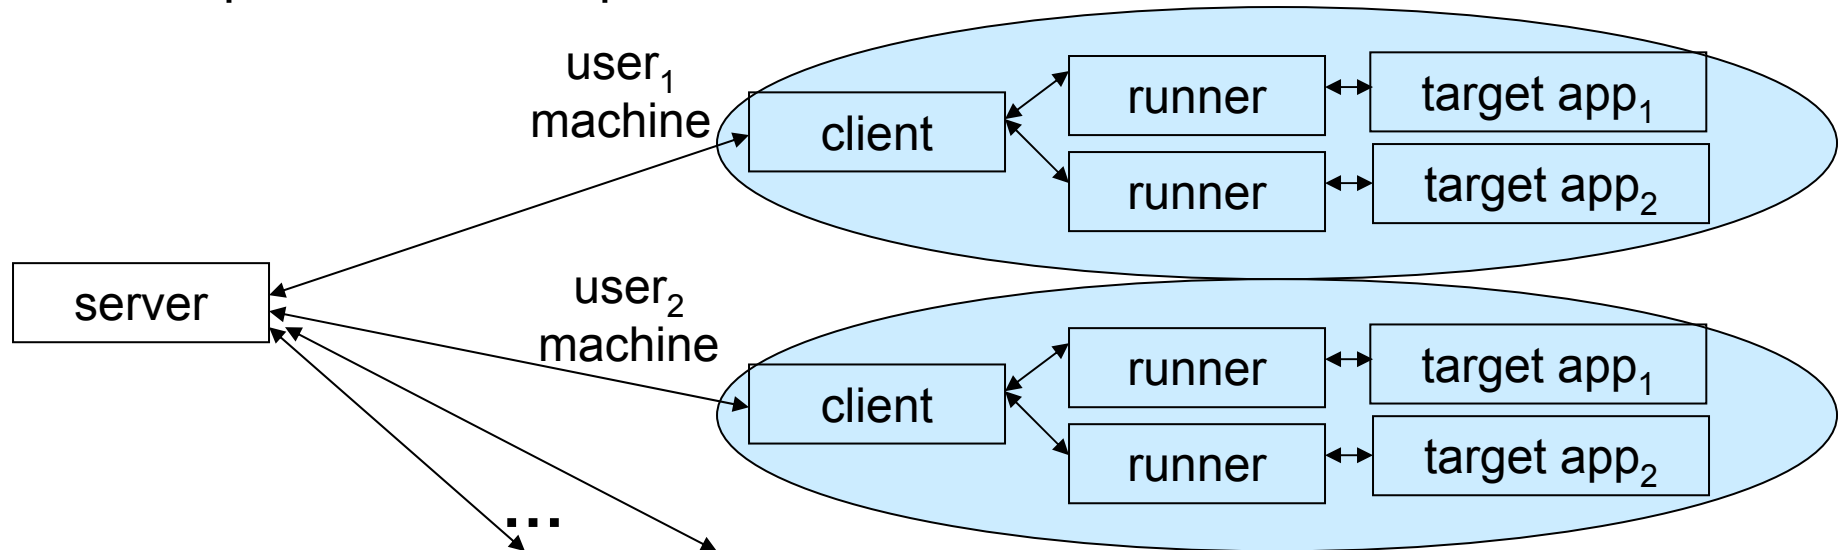 user₁
machine
client
runner
target app₁
runner
target app₂
server
user₂
machine
client
runner
target app₁
runner
target app₂
...